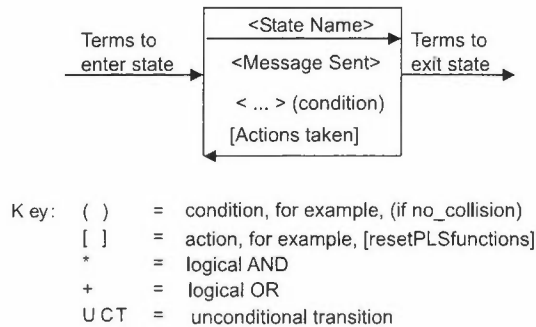 <State Name>
Terms to
enter state
<Message Sent>
Terms to
exit state
< ... > (condition)
[Actions taken]
Key: ( ) = condition, for example, (if no_collision)
[ ] = action, for example, [resetPLSfunctions]
* = logical AND
+ = logical OR
UCT = unconditional transition